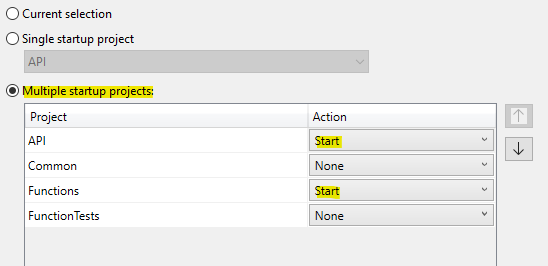 Current selection
Single startup project
API
Multiple startup projects:
Project Action
API Start
Common None
Functions Start
FunctionTests None